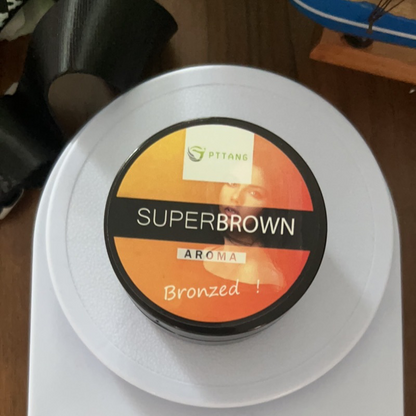 PTTANG
SUPERBROWN
AROMA
Bronzed !